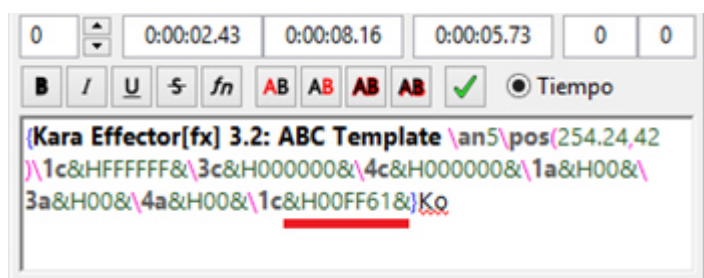 0 0:00:02.43 0:00:08.16 0:00:05.73 0 0
B I U S fn AB AB AB AB Tiempo
{Kara Effector[fx] 3.2: ABC Template \an5\pos(254.24,42
)\1c&HFFFFFF&\3c&H000000&\4c&H000000&\1a&H00&\
3a&H00&\4a&H00&\1c&H00FF61&}Ko